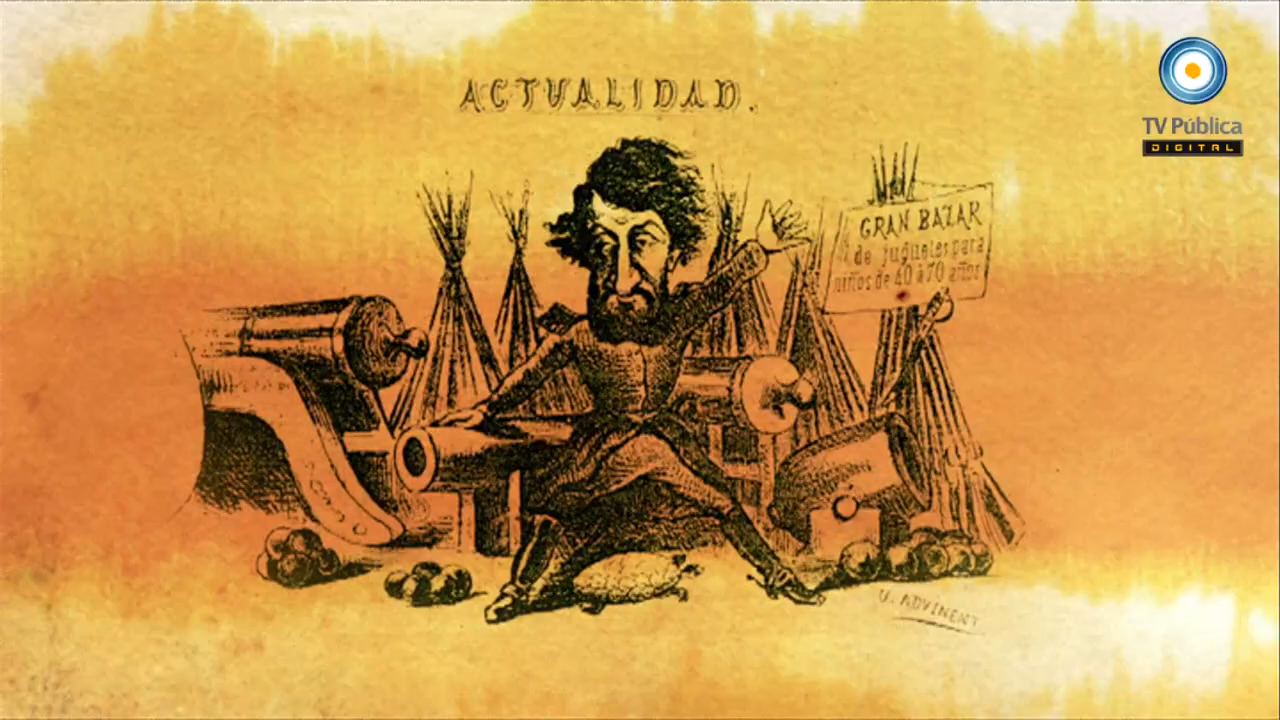 ACTUALIDAD.
TV Pública
DIGITAL
GRAN BAZAR
de juguetes para
niños de 40 á 70 años
U. ADVINENT